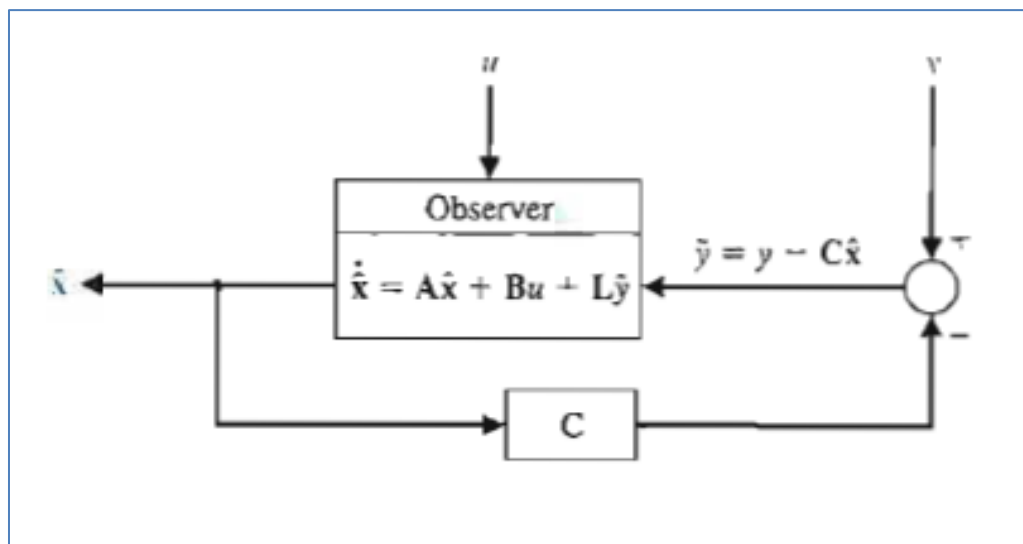 u
y
Observer
ỹ = y − Cx̂
+
x̂
x̂̇ = Ax̂ + Bu + Lỹ
−
C